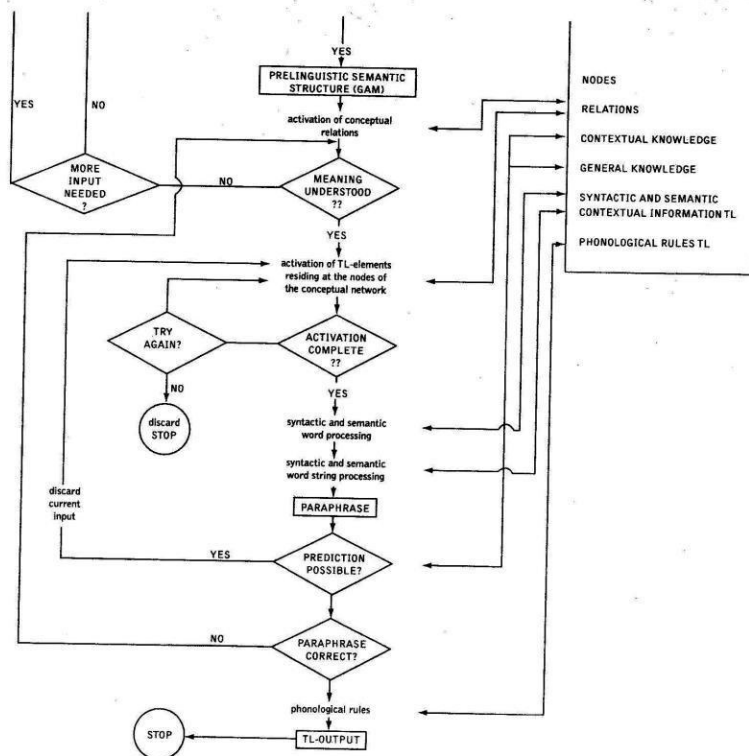 YES
PRELINGUISTIC SEMANTIC
STRUCTURE (GAM)
activation of conceptual
relations
YES
NO
MORE
INPUT
NEEDED
?
NO
MEANING
UNDERSTOOD
??
YES
activation of TL-elements
residing at the nodes of
the conceptual network
TRY
AGAIN?
ACTIVATION
COMPLETE
??
NO
YES
discard
STOP
syntactic and semantic
word processing
syntactic and semantic
word string processing
discard
current
input
PARAPHRASE
YES
PREDICTION
POSSIBLE?
NO
PARAPHRASE
CORRECT?
phonological rules
STOP
TL-OUTPUT
NODES
RELATIONS
CONTEXTUAL KNOWLEDGE
GENERAL KNOWLEDGE
SYNTACTIC AND SEMANTIC
CONTEXTUAL INFORMATION TL
PHONOLOGICAL RULES TL